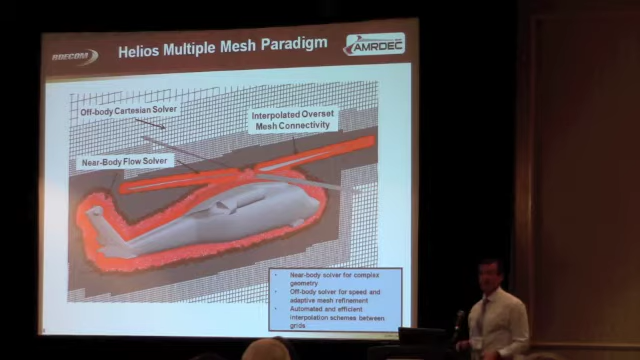 RDECOM
Helios Multiple Mesh Paradigm
AMRDEC
Off-body Cartesian Solver
Interpolated Overset
Mesh Connectivity
Near-Body Flow Solver
• Near-body solver for complex
geometry
• Off-body solver for speed and
adaptive mesh refinement
• Automated and efficient
interpolation schemes between
grids